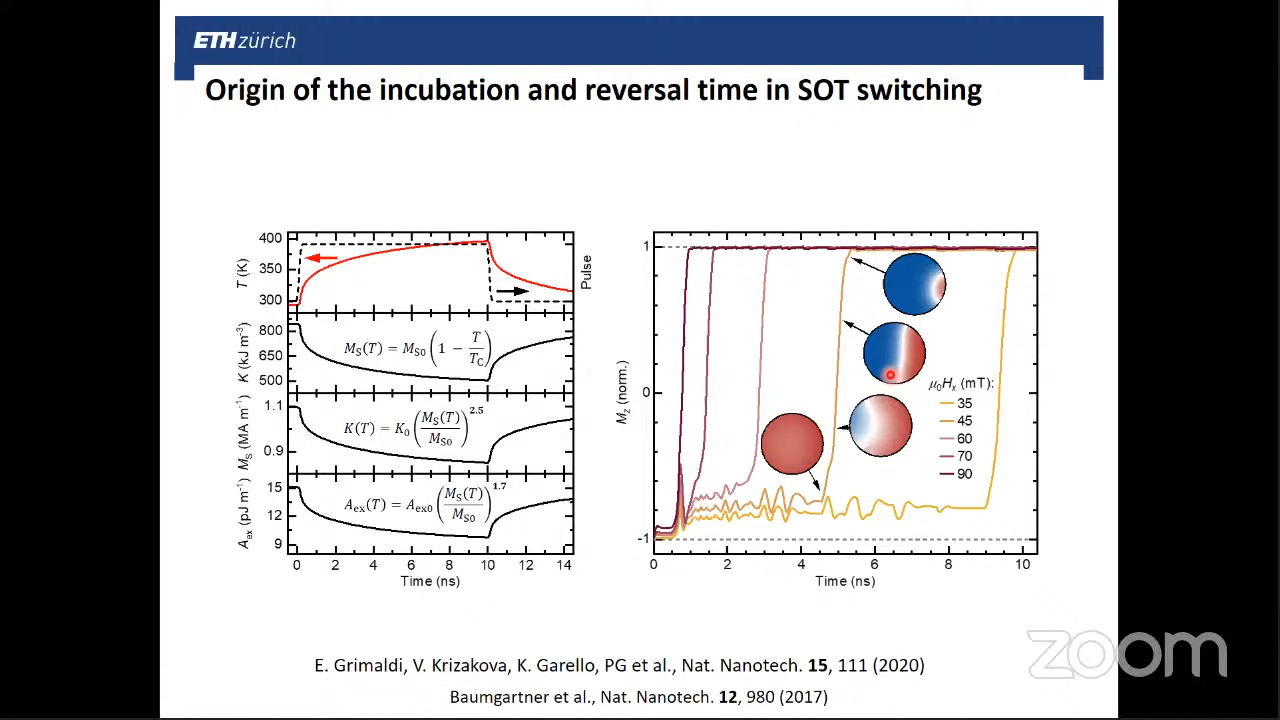 ETH zürich
Origin of the incubation and reversal time in SOT switching
400
350
300
T (K)
Pulse
800
650
500
K (kJ m⁻³)
M_S(T) = M_S0 (1 − T/T_C)
1.1
0.9
M_S (MA m⁻¹)
K(T) = K_0 (M_S(T)/M_S0)^2.5
15
12
9
A_ex (pJ m⁻¹)
A_ex(T) = A_ex0 (M_S(T)/M_S0)^1.7
0 2 4 6 8 10 12 14
Time (ns)
1
0
-1
M_Z (norm.)
μ₀H_x (mT):
35
45
60
70
90
0 2 4 6 8 10
Time (ns)
E. Grimaldi, V. Krizakova, K. Garello, PG et al., Nat. Nanotech. 15, 111 (2020)
Baumgartner et al., Nat. Nanotech. 12, 980 (2017)
zoom